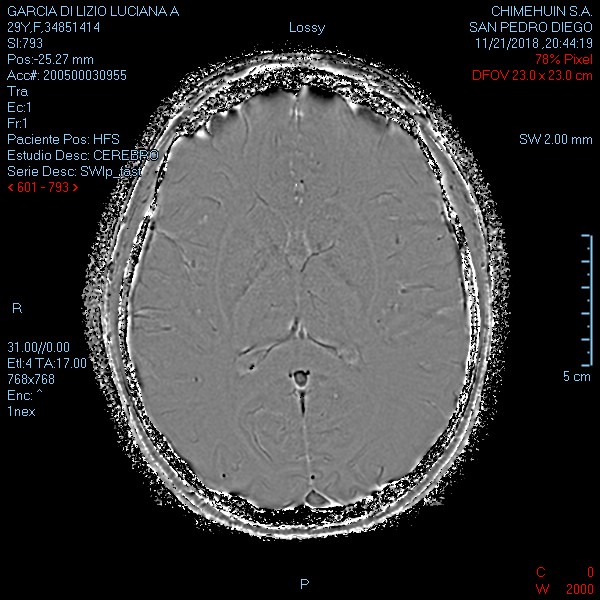 GARCIA DI LIZIO LUCIANA A
29Y,F,34851414
SI:793
Pos:-25.27 mm
Acc#: 200500030955
Tra
Ec:1
Fr:1
Paciente Pos: HFS
Estudio Desc: CEREBRO
Serie Desc: SWIp_fast
< 601 - 793 >
Lossy
CHIMEHUIN S.A.
SAN PEDRO DIEGO
11/21/2018 ,20:44:19
78% Pixel
DFOV 23.0 x 23.0 cm
SW 2.00 mm
R
31.00//0.00
Etl:4 TA:17.00
768x768
Enc: ^
1nex
5 cm
P
C 0
W 2000